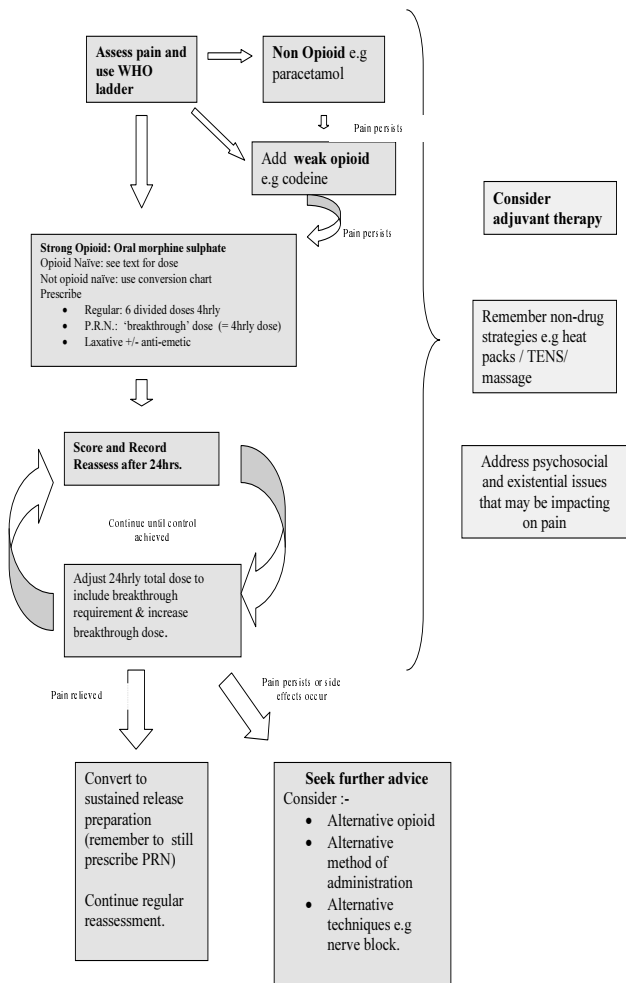 Assess pain and
use WHO
ladder
Non Opioid e.g
paracetamol
Pain persists
Add weak opioid
e.g codeine
Pain persists
Strong Opioid: Oral morphine sulphate
Opioid Naïve: see text for dose
Not opioid naïve: use conversion chart
Prescribe
• Regular: 6 divided doses 4hrly
• P.R.N.: ‘breakthrough’ dose (= 4hrly dose)
• Laxative +/- anti-emetic
Score and Record
Reassess after 24hrs.
Continue until control
achieved
Adjust 24hrly total dose to
include breakthrough
requirement & increase
breakthrough dose.
Pain relieved
Pain persists or side
effects occur
Convert to
sustained release
preparation
(remember to still
prescribe PRN)
Continue regular
reassessment.
Seek further advice
Consider :-
• Alternative opioid
• Alternative
method of
administration
• Alternative
techniques e.g
nerve block.
Consider
adjuvant therapy
Remember non-drug
strategies e.g heat
packs / TENS/
massage
Address psychosocial
and existential issues
that may be impacting
on pain